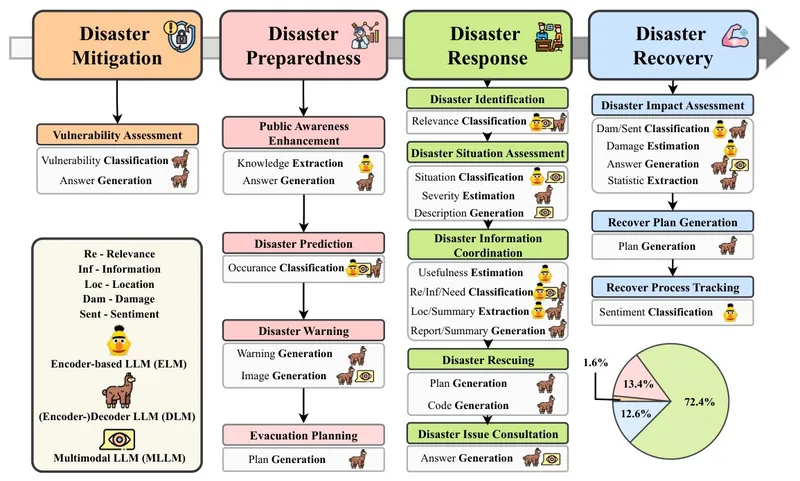 Disaster
Mitigation
Disaster
Preparedness
Disaster
Response
Disaster
Recovery
Vulnerability Assessment
Vulnerability Classification
Answer Generation
Re - Relevance
Inf - Information
Loc - Location
Dam - Damage
Sent - Sentiment
Encoder-based LLM (ELM)
(Encoder-)Decoder LLM (DLM)
Multimodal LLM (MLLM)
Public Awareness
Enhancement
Knowledge Extraction
Answer Generation
Disaster Prediction
Occurance Classification
Disaster Warning
Warning Generation
Image Generation
Evacuation Planning
Plan Generation
Disaster Identification
Relevance Classification
Disaster Situation Assessment
Situation Classification
Severity Estimation
Description Generation
Disaster Information
Coordination
Usefulness Estimation
Re/Inf/Need Classification
Loc/Summary Extraction
Report/Summary Generation
Disaster Rescuing
Plan Generation
Code Generation
Disaster Issue Consultation
Answer Generation
Disaster Impact Assessment
Dam/Sent Classification
Damage Estimation
Answer Generation
Statistic Extraction
Recover Plan Generation
Plan Generation
Recover Process Tracking
Sentiment Classification
1.6%
13.4%
72.4%
12.6%